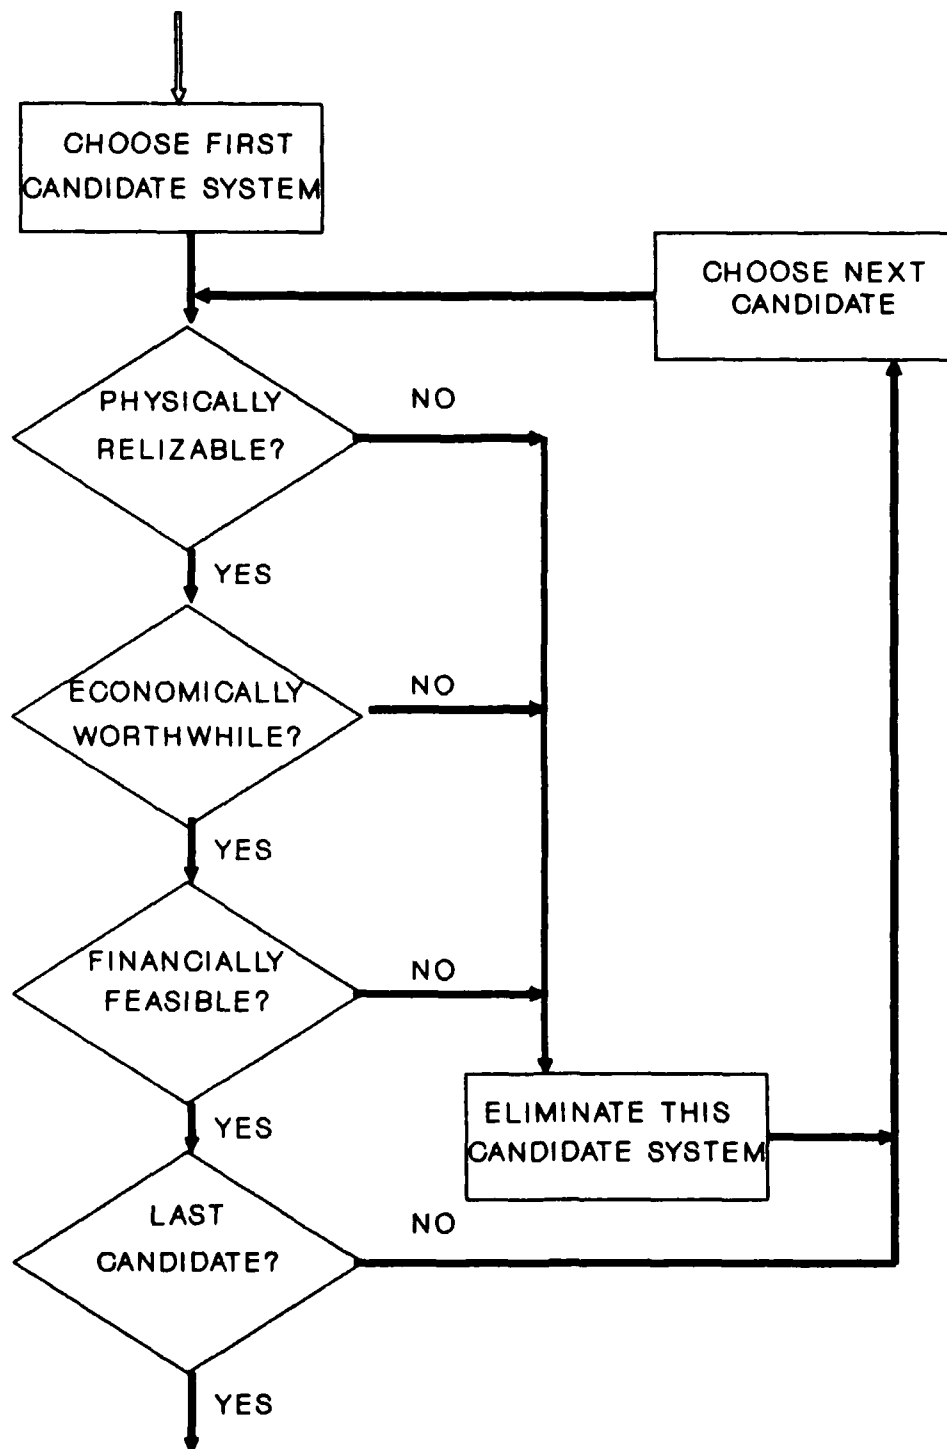 CHOOSE FIRST
CANDIDATE SYSTEM
CHOOSE NEXT
CANDIDATE
PHYSICALLY
RELIZABLE?
NO
YES
ECONOMICALLY
WORTHWHILE?
NO
YES
FINANCIALLY
FEASIBLE?
NO
YES
ELIMINATE THIS
CANDIDATE SYSTEM
LAST
CANDIDATE?
NO
YES